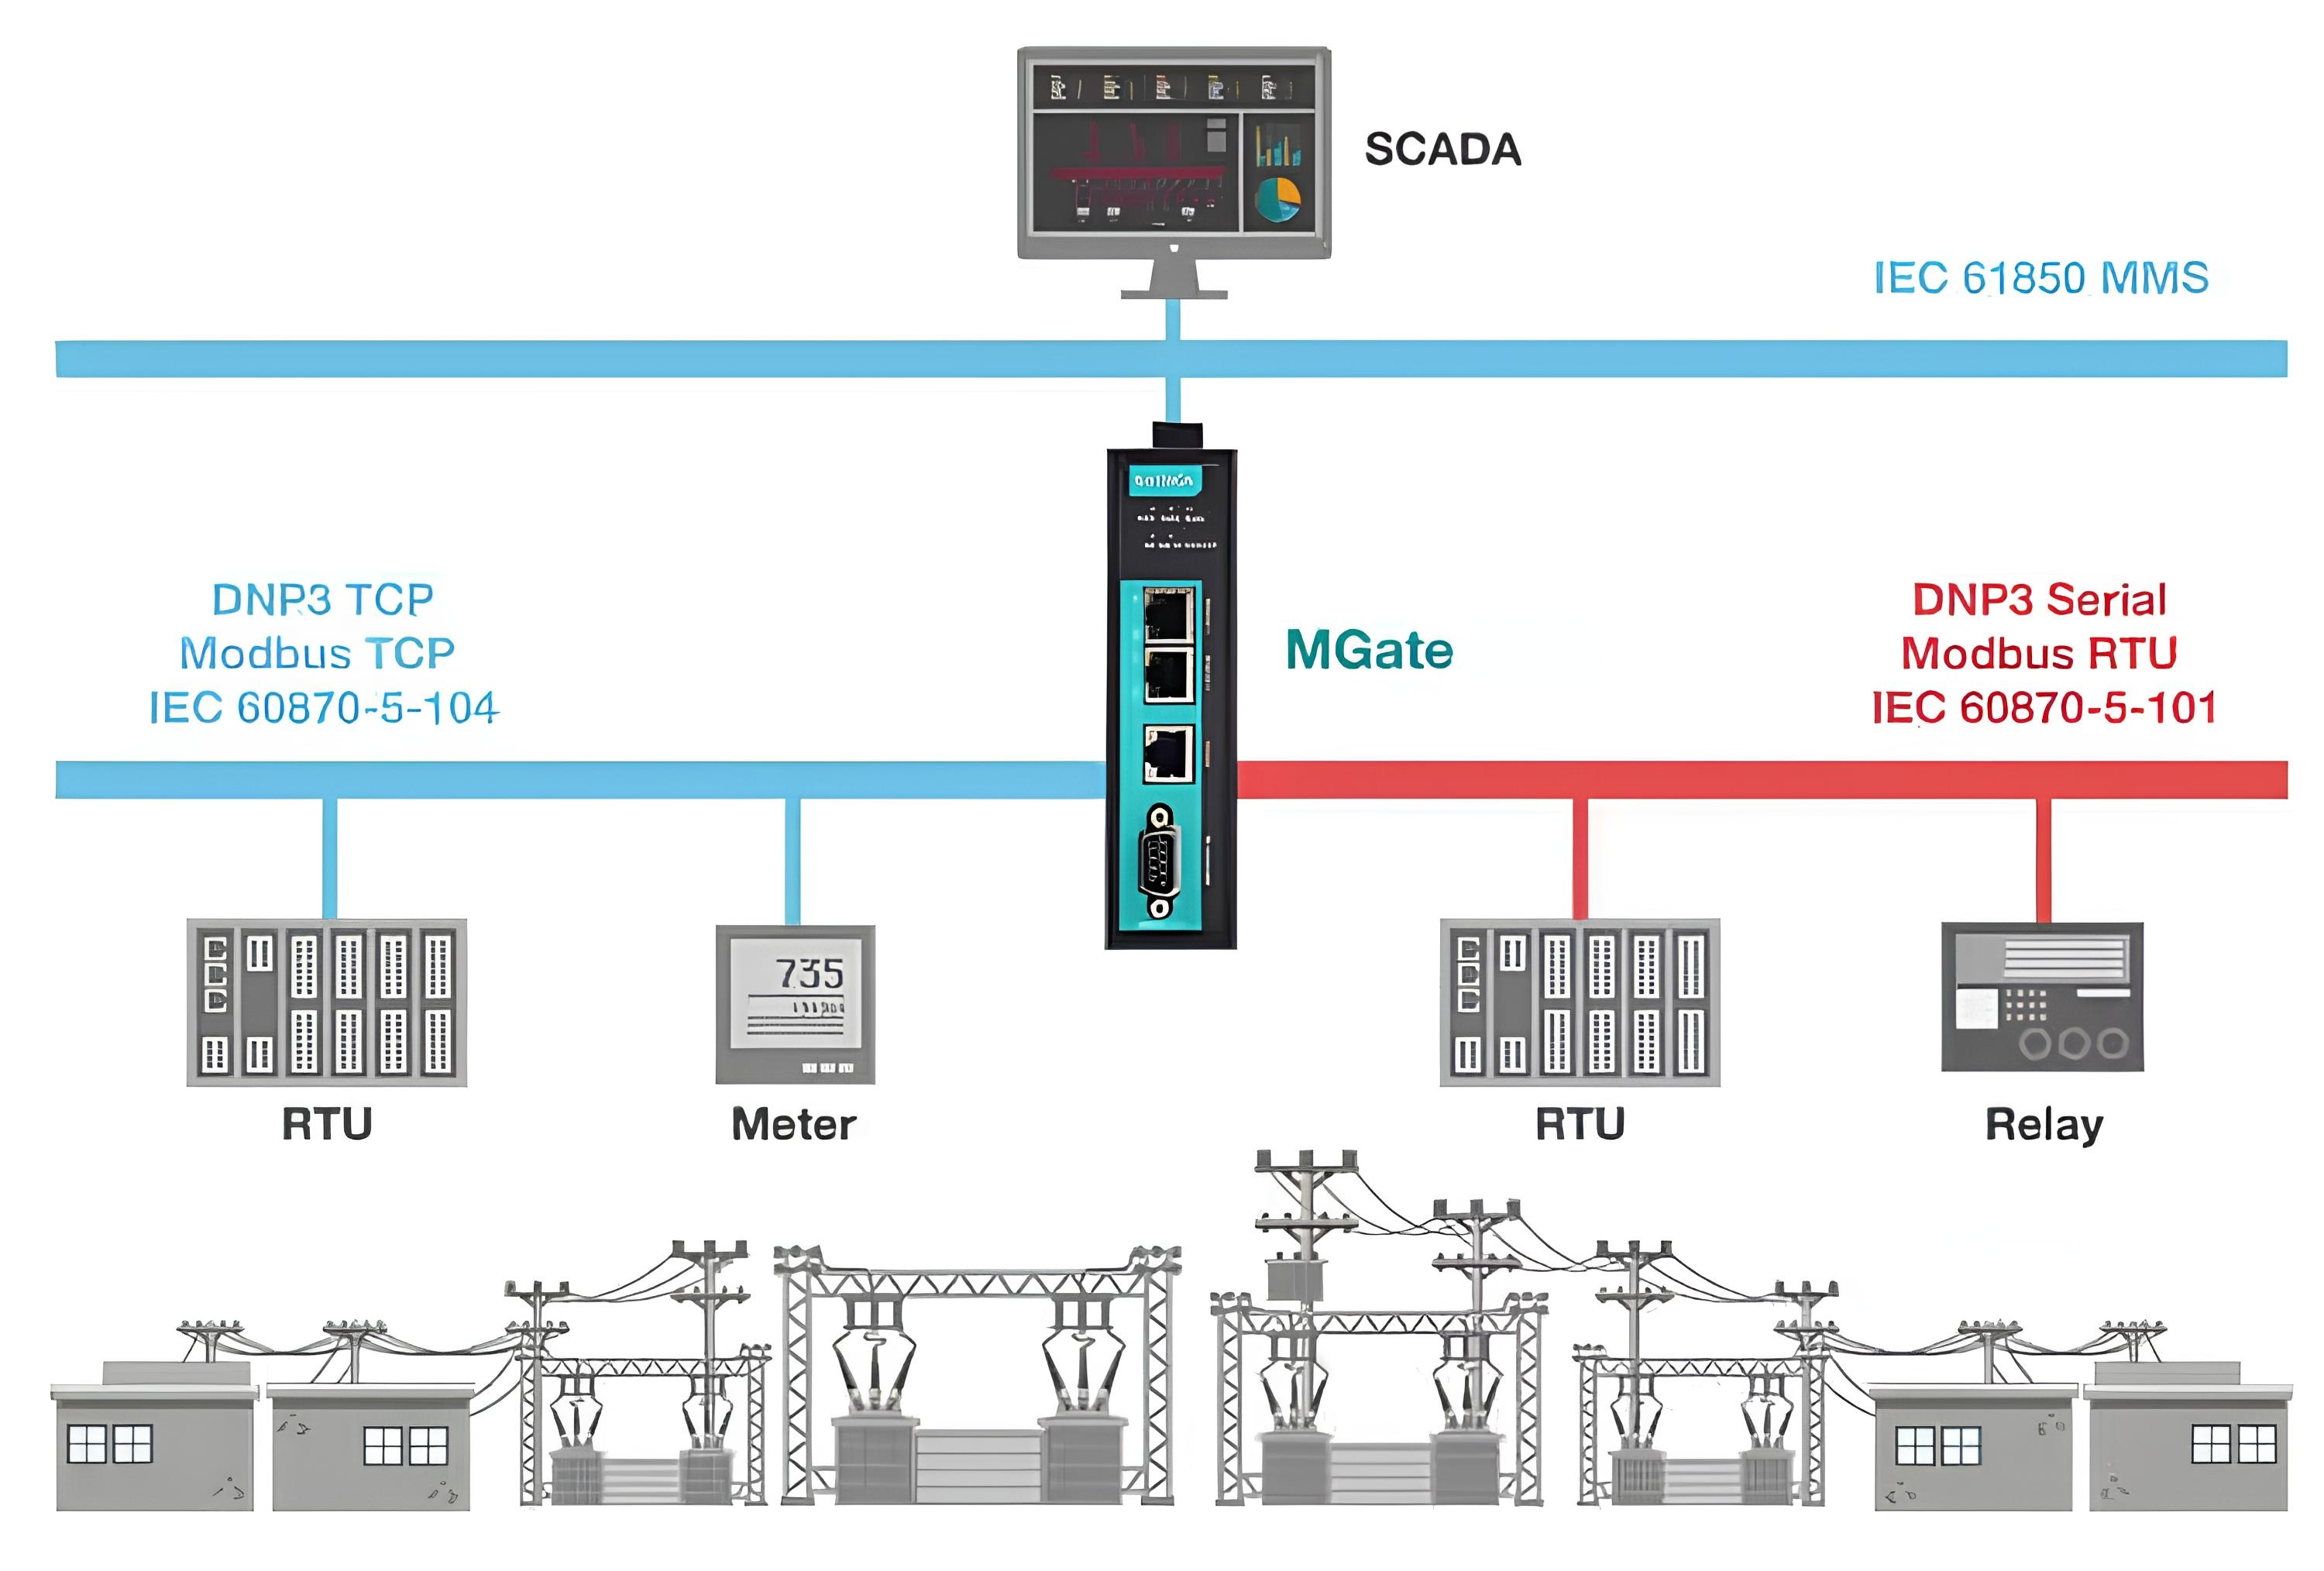 SCADA
IEC 61850 MMS
DNP3 TCP
Modbus TCP
IEC 60870-5-104
MGate
DNP3 Serial
Modbus RTU
IEC 60870-5-101
735
RTU
Meter
RTU
Relay